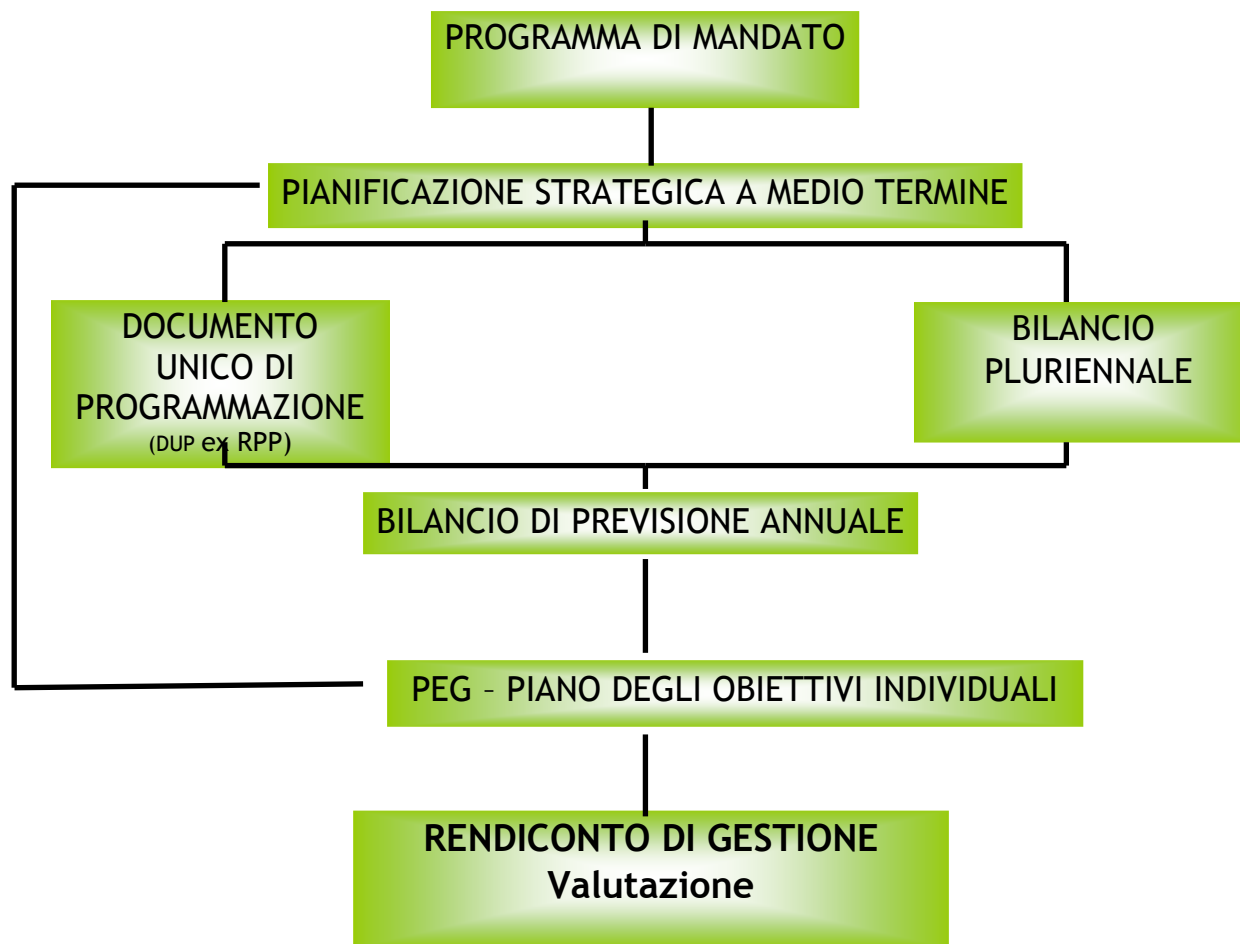 PROGRAMMA DI MANDATO
PIANIFICAZIONE STRATEGICA A MEDIO TERMINE
DOCUMENTO
UNICO DI
PROGRAMMAZIONE
(DUP ex RPP)
BILANCIO
PLURIENNALE
BILANCIO DI PREVISIONE ANNUALE
PEG – PIANO DEGLI OBIETTIVI INDIVIDUALI
RENDICONTO DI GESTIONE
Valutazione